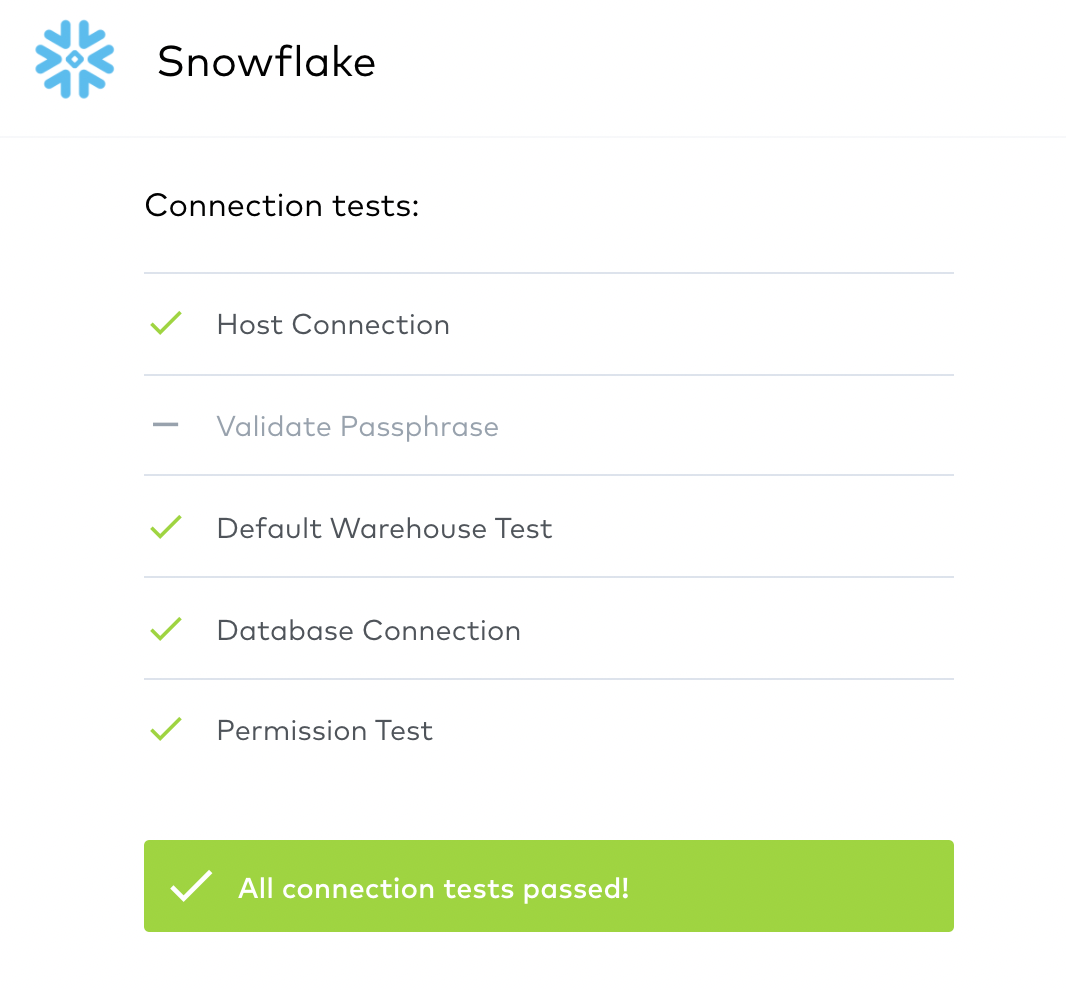 Snowflake
Connection tests:
Host Connection
Validate Passphrase
Default Warehouse Test
Database Connection
Permission Test
All connection tests passed!